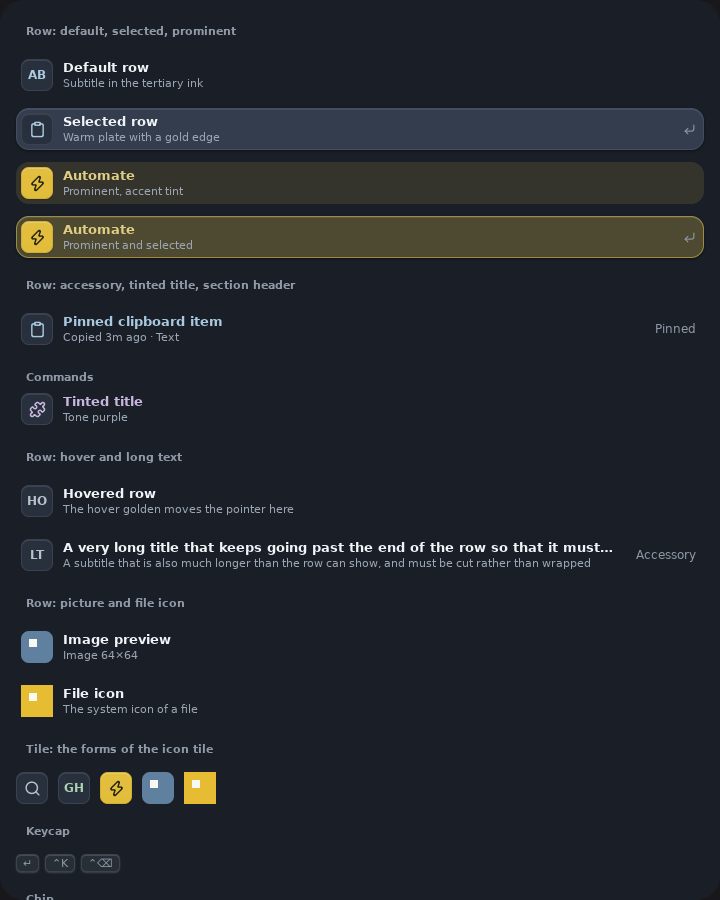 Row: default, selected, prominent
AB
Default row
Subtitle in the tertiary ink
Selected row
Warm plate with a gold edge
↵
Automate
Prominent, accent tint
Automate
Prominent and selected
↵
Row: accessory, tinted title, section header
Pinned clipboard item
Copied 3m ago · Text
Pinned
Commands
Tinted title
Tone purple
Row: hover and long text
HO
Hovered row
The hover golden moves the pointer here
LT
A very long title that keeps going past the end of the row so that it must…
A subtitle that is also much longer than the row can show, and must be cut rather than wrapped
Accessory
Row: picture and file icon
Image preview
Image 64×64
File icon
The system icon of a file
Tile: the forms of the icon tile
GH
Keycap
↵ ⌃K ⌃⌫
Chip